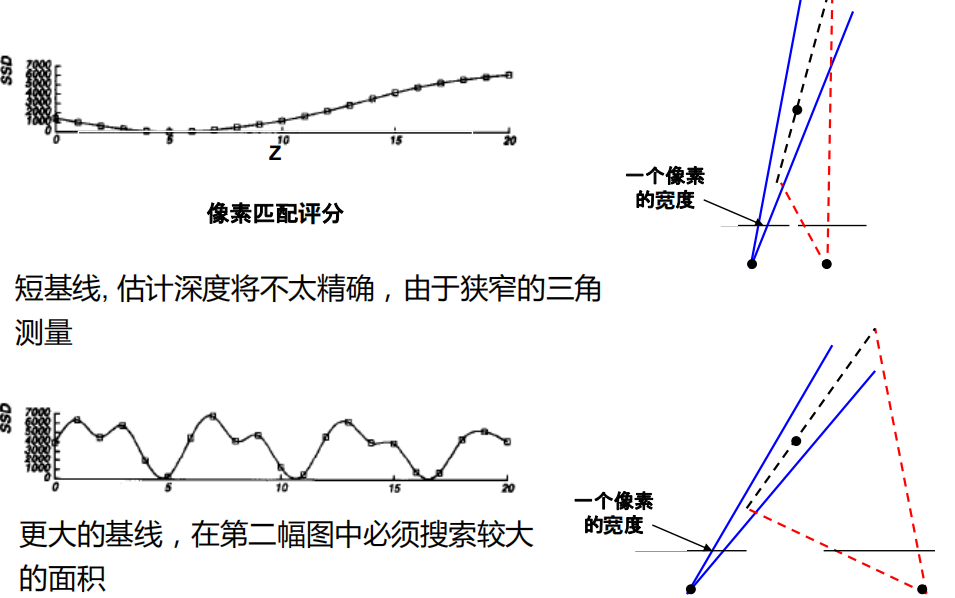 SSD
7000
6000
5000
4000
3000
2000
1000
0
0 5 10 15 20
Z
像素匹配评分
一个像素
的宽度
短基线, 估计深度将不太精确，由于狭窄的三角
测量
SSD
7000
6000
5000
4000
3000
2000
1000
0
0 5 10 15 20
一个像素
的宽度
更大的基线，在第二幅图中必须搜索较大
的面积